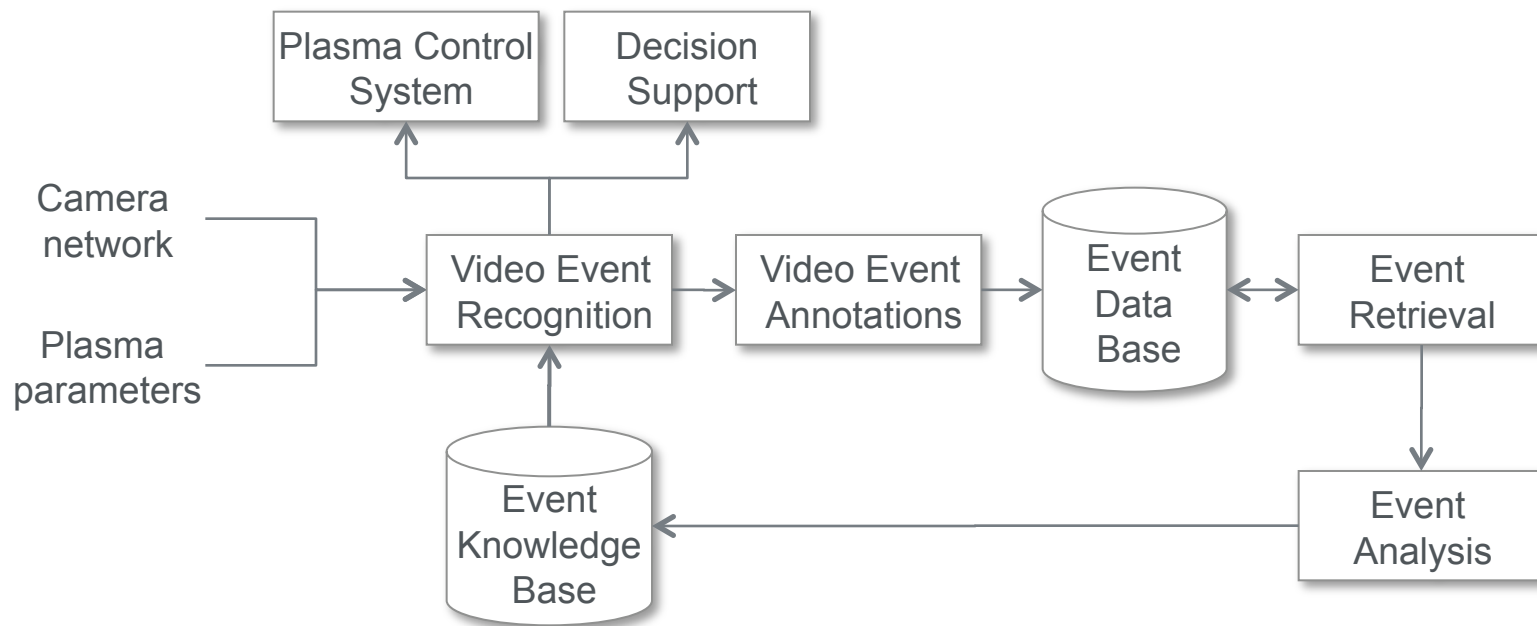 Plasma Control
System
Decision
Support
Camera
network
Plasma
parameters
Video Event
Recognition
Video Event
Annotations
Event
Data
Base
Event
Retrieval
Event
Knowledge
Base
Event
Analysis